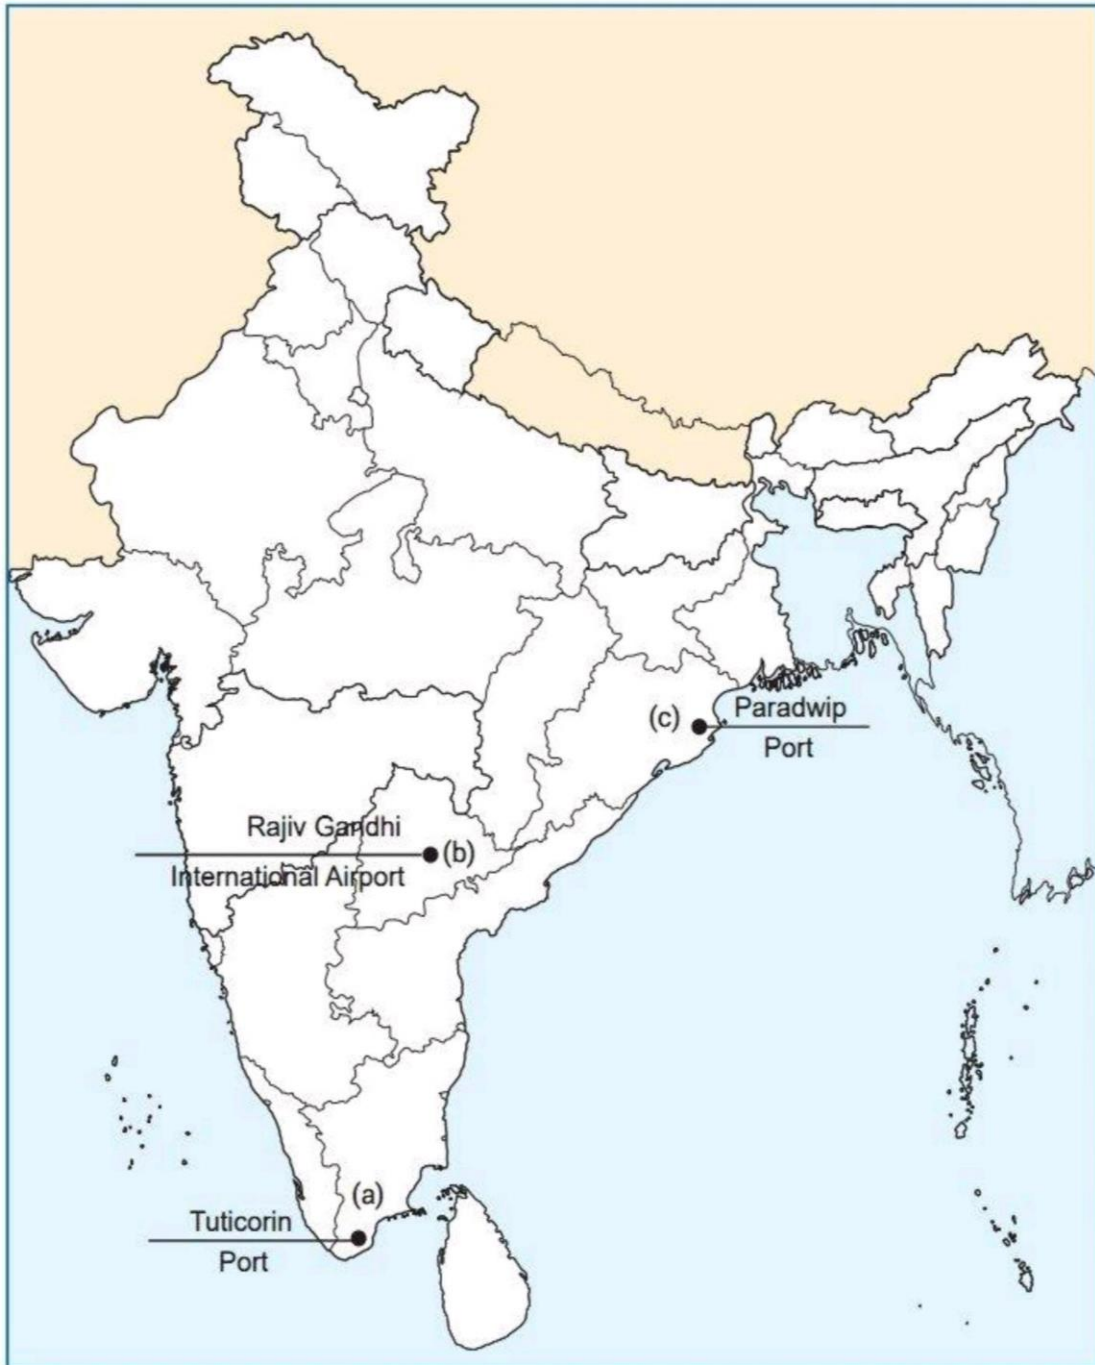 (c)
Paradwip
Port
Rajiv Gandhi
(b)
International Airport
(a)
Tuticorin
Port